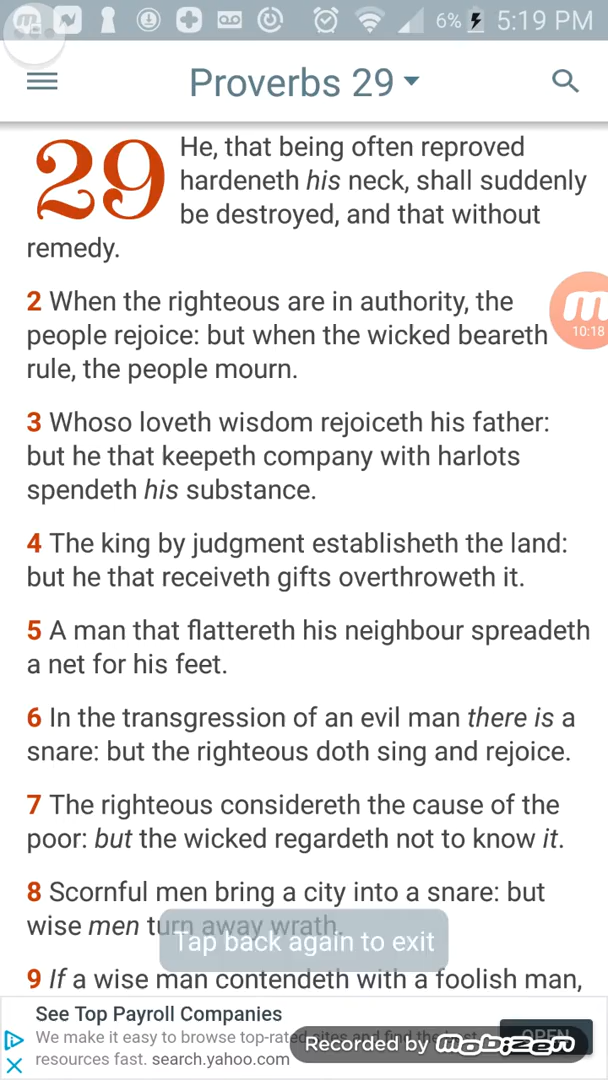 6% 5:19 PM
Proverbs 29
29 He, that being often reproved
hardeneth his neck, shall suddenly
be destroyed, and that without
remedy.
2 When the righteous are in authority, the
people rejoice: but when the wicked beareth
rule, the people mourn.
10:18
3 Whoso loveth wisdom rejoiceth his father:
but he that keepeth company with harlots
spendeth his substance.
4 The king by judgment establisheth the land:
but he that receiveth gifts overthroweth it.
5 A man that flattereth his neighbour spreadeth
a net for his feet.
6 In the transgression of an evil man there is a
snare: but the righteous doth sing and rejoice.
7 The righteous considereth the cause of the
poor: but the wicked regardeth not to know it.
8 Scornful men bring a city into a snare: but
wise men turn away wrath.
Tap back again to exit
9 If a wise man contendeth with a foolish man,
See Top Payroll Companies
We make it easy to browse top-rated sites and find the best
resources fast. search.yahoo.com
OPEN
Recorded by mobizen